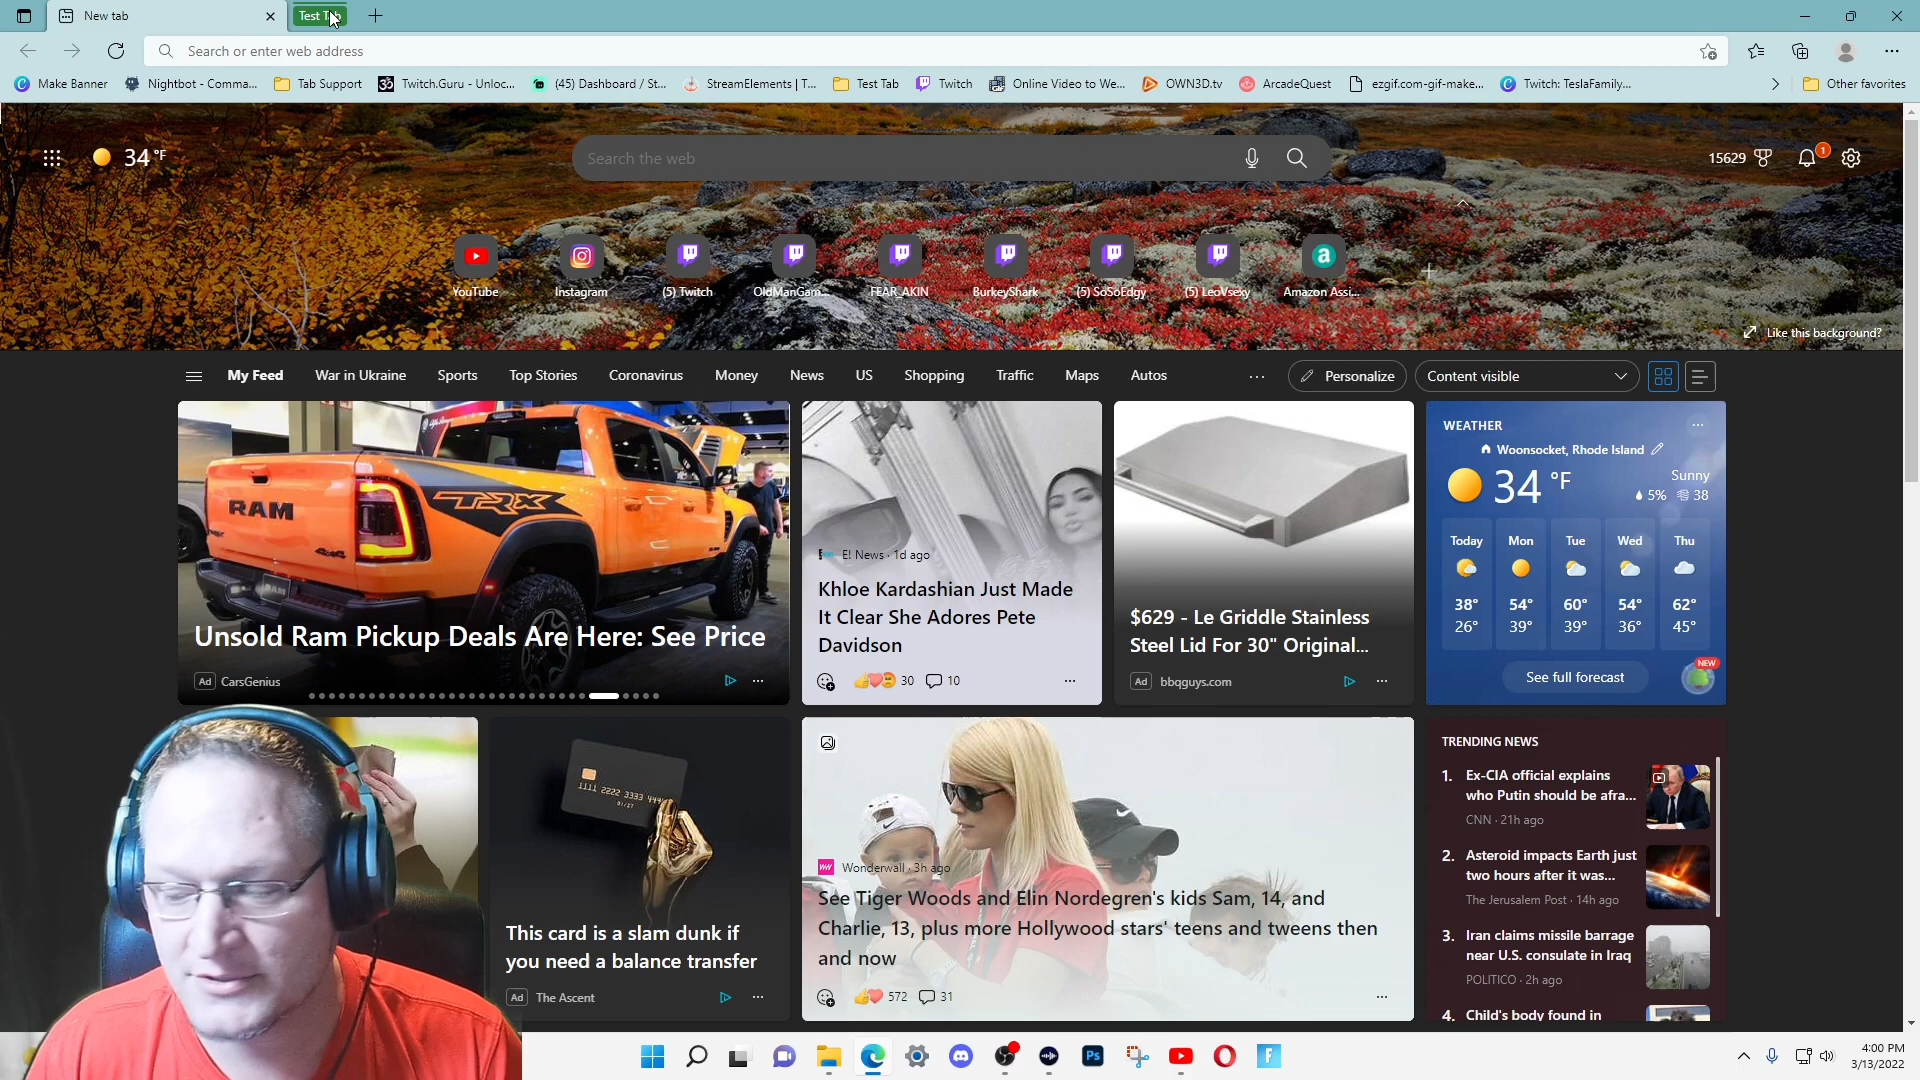 New tab
Test Tab
Search or enter web address
Make Banner
Nightbot - Comma...
Tab Support
Twitch.Guru - Unloc...
(45) Dashboard / St...
StreamElements | T...
Test Tab
Twitch
Online Video to We...
OWN3D.tv
ArcadeQuest
ezgif.com-gif-make...
Twitch: TeslaFamily...
Other favorites
34 °F
Search the web
15629
1
YouTube
Instagram
(5) Twitch
OldManGam...
FEAR_AKIN
BurkeyShark
(5) SoSoEdgy
(5) LeoVsexy
Amazon Assi...
Like this background?
My Feed
War in Ukraine
Sports
Top Stories
Coronavirus
Money
News
US
Shopping
Traffic
Maps
Autos
Personalize
Content visible
RAM
TRX
4x4
Unsold Ram Pickup Deals Are Here: See Price
Ad CarsGenius
E! News · 1d ago
Khloe Kardashian Just Made
It Clear She Adores Pete
Davidson
30
10
$629 - Le Griddle Stainless
Steel Lid For 30" Original...
Ad bbqguys.com
WEATHER
Woonsocket, Rhode Island
34 °F
Sunny
5% 38
Today Mon Tue Wed Thu
38° 54° 60° 54° 62°
26° 39° 39° 36° 45°
NEW
See full forecast
1111 2222 3333 444
01/27
This card is a slam dunk if
you need a balance transfer
Ad The Ascent
W Wonderwall · 3h ago
See Tiger Woods and Elin Nordegren's kids Sam, 14, and
Charlie, 13, plus more Hollywood stars' teens and tweens then
and now
572
31
TRENDING NEWS
1. Ex-CIA official explains
who Putin should be afra...
CNN · 21h ago
2. Asteroid impacts Earth just
two hours after it was...
The Jerusalem Post · 14h ago
3. Iran claims missile barrage
near U.S. consulate in Iraq
POLITICO · 2h ago
4. Child's body found in
Ps
F
4:00 PM
3/13/2022